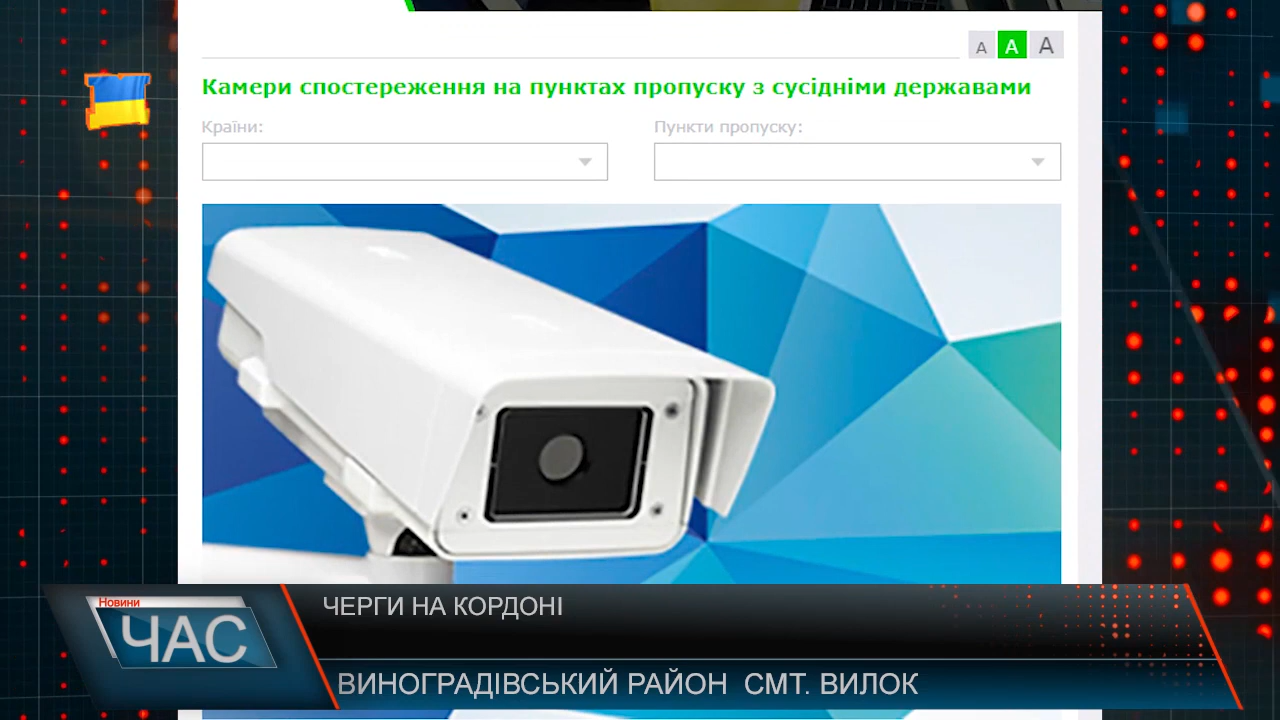 А А А
Камери спостереження на пунктах пропуску з сусідніми державами
Країни:
Пункти пропуску:
Новини
ЧАС
ЧЕРГИ НА КОРДОНІ
ВИНОГРАДІВСЬКИЙ РАЙОН СМТ. ВИЛОК